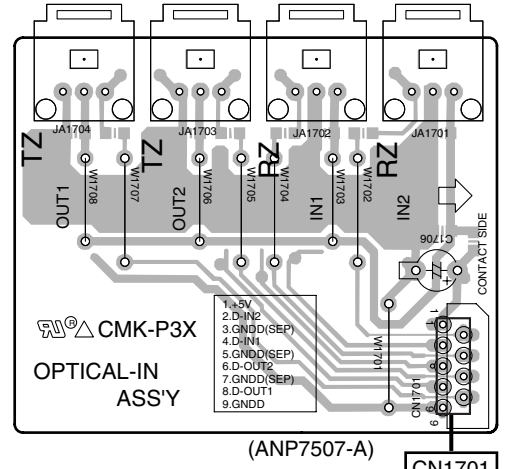 JA1704
JA1703
JA1702
JA1701
TZ
TZ
RZ
RZ
OUT1
W1708
W1707
OUT2
W1706
W1705
W1704
IN1
W1703
W1702
IN2
C1706
+
CONTACT SIDE
CMK-P3X
OPTICAL-IN
ASS'Y
1.+5V
2.D-IN2
3.GNDD(SEP)
4.D-IN1
5.GNDD(SEP)
6.D-OUT2
7.GNDD(SEP)
8.D-OUT1
9.GNDD
W1701
CN1701
1
1
9
9
(ANP7507-A)
CN1701